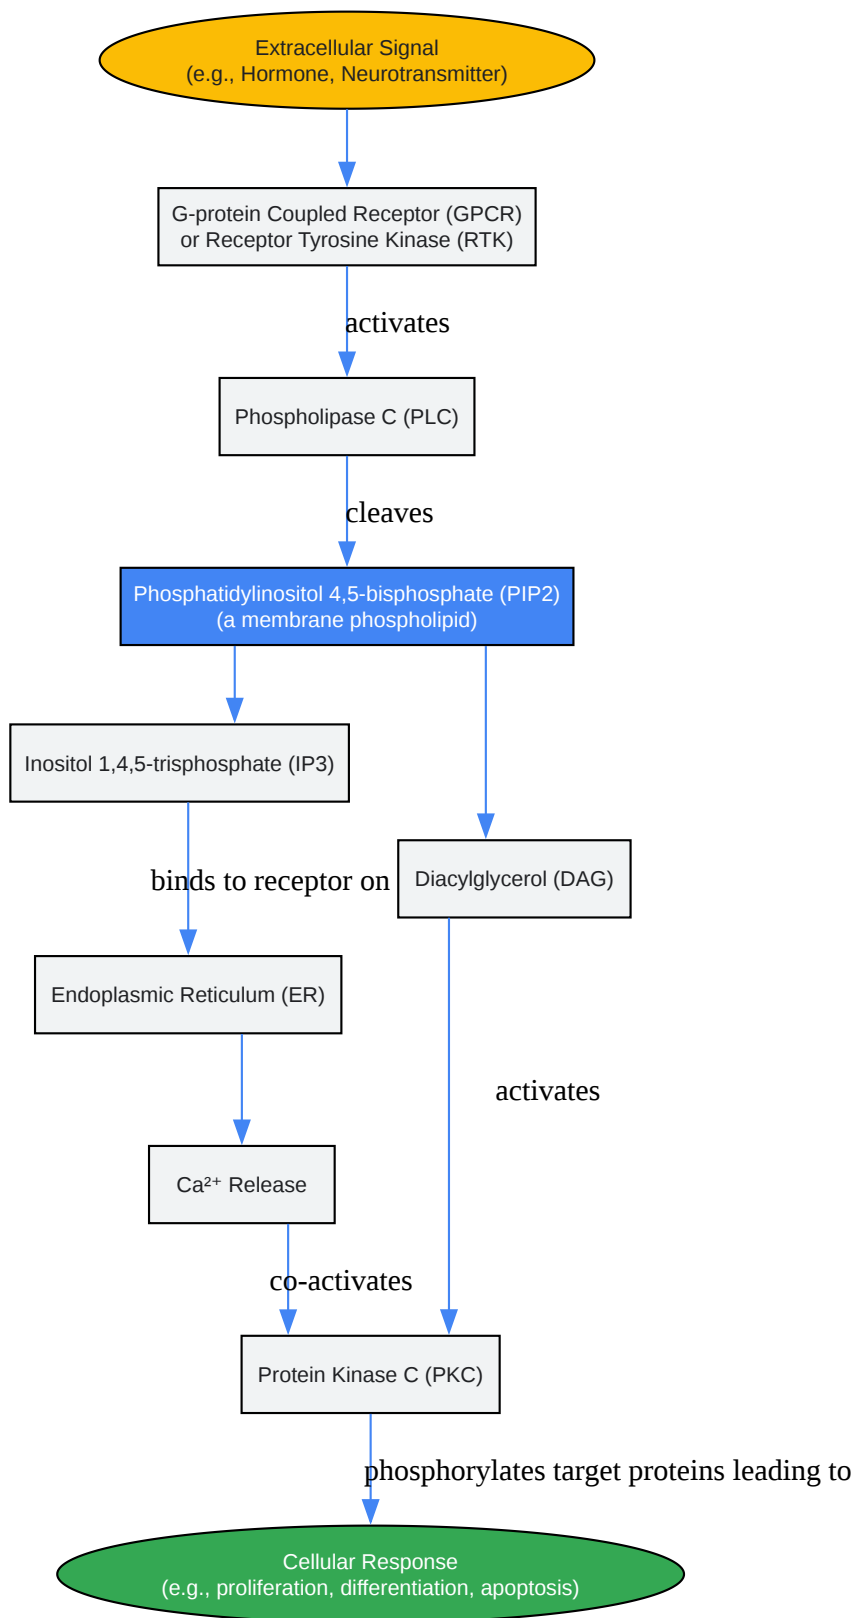 Extracellular Signal
(e.g., Hormone, Neurotransmitter)
G-protein Coupled Receptor (GPCR)
or Receptor Tyrosine Kinase (RTK)
activates
Phospholipase C (PLC)
cleaves
Phosphatidylinositol 4,5-bisphosphate (PIP2)
(a membrane phospholipid)
Inositol 1,4,5-trisphosphate (IP3)
binds to receptor on
Diacylglycerol (DAG)
Endoplasmic Reticulum (ER)
activates
Ca²⁺ Release
co-activates
Protein Kinase C (PKC)
phosphorylates target proteins leading to
Cellular Response
(e.g., proliferation, differentiation, apoptosis)